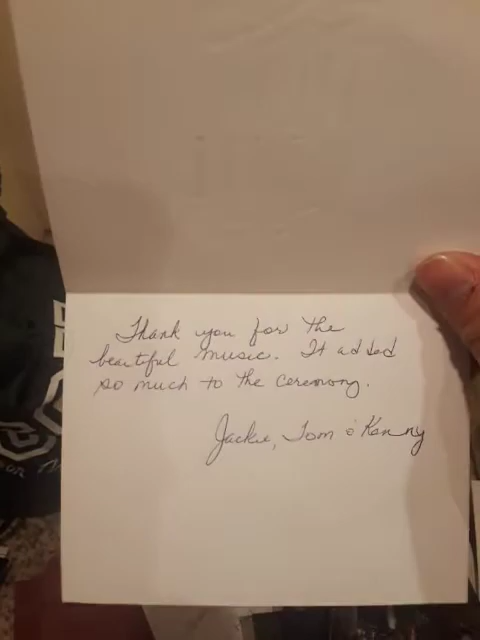 Thank you for the
beautiful music. It added
so much to the ceremony.
Jackie, Tom & Kenny